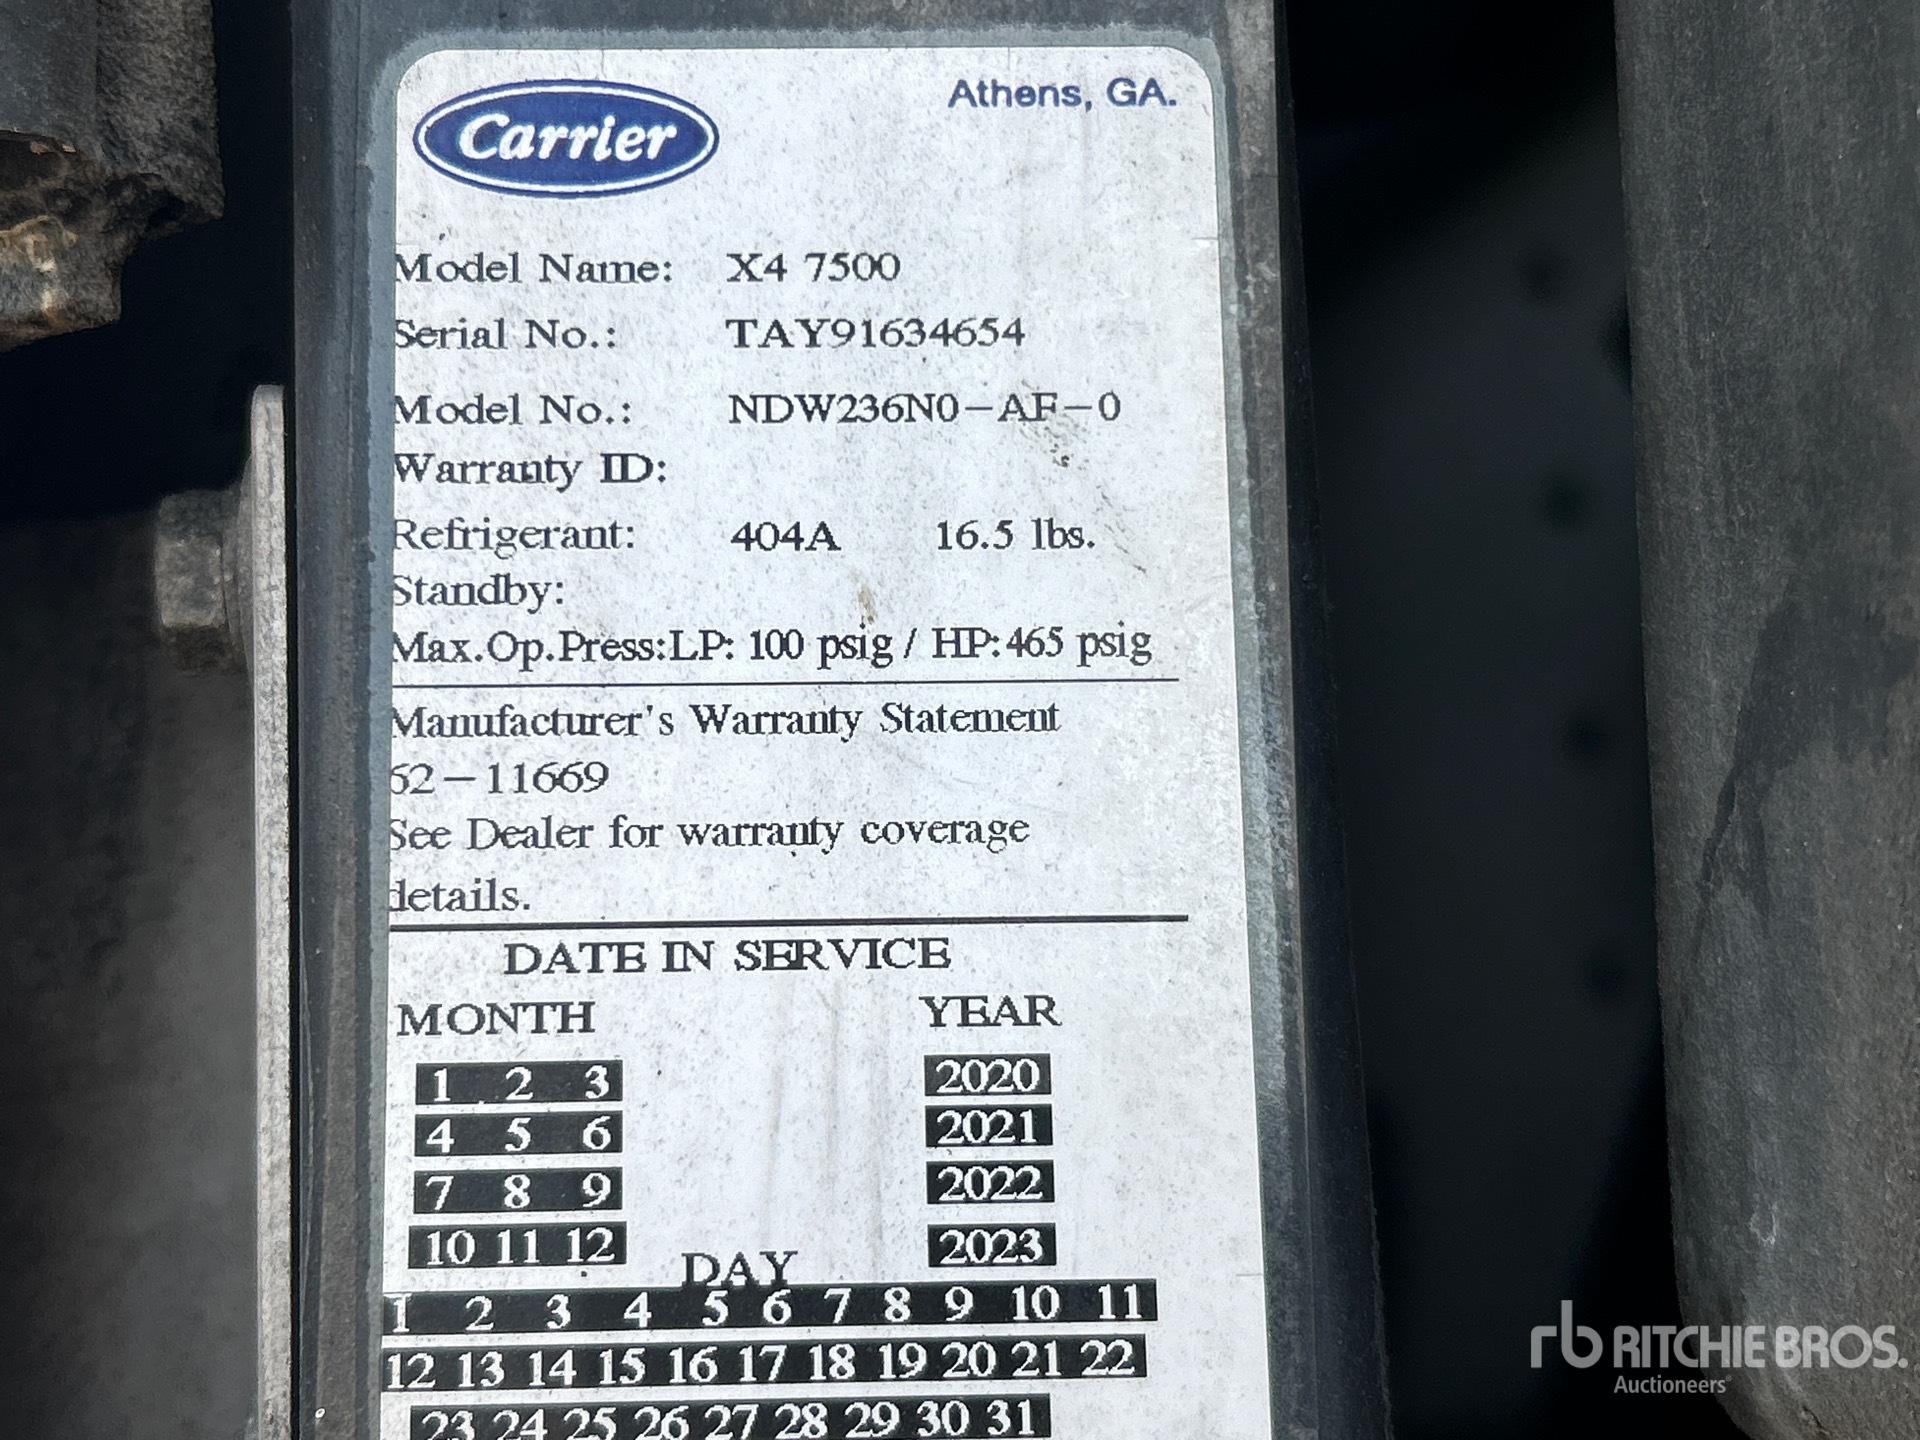 Carrier
Athens, GA.
Model Name: X4 7500
Serial No.: TAY91634654
Model No.: NDW236N0-AF-0
Warranty ID:
Refrigerant: 404A 16.5 lbs.
Standby:
Max.Op.Press:LP: 100 psig / HP:465 psig
Manufacturer's Warranty Statement
62-11669
See Dealer for warranty coverage
details.
DATE IN SERVICE
MONTH YEAR
1 2 3 2020
4 5 6 2021
7 8 9 2022
10 11 12 2023
DAY
1 2 3 4 5 6 7 8 9 10 11
12 13 14 15 16 17 18 19 20 21 22
23 24 25 26 27 28 29 30 31
rb RITCHIE BROS.
Auctioneers